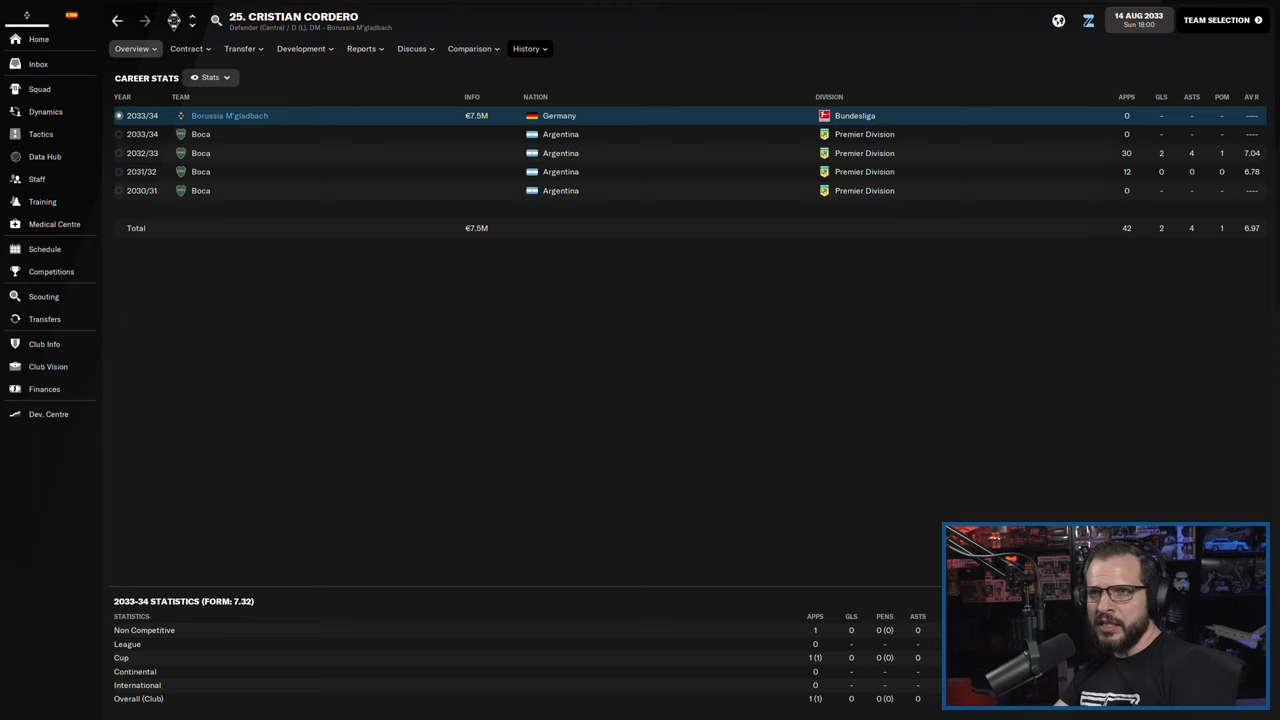 25. CRISTIAN CORDERO
Defender (Centre) / D (L), DM - Borussia M'gladbach
14 AUG 2033
Sun 18:00
TEAM SELECTION
Home
Inbox
Squad
Dynamics
Tactics
Data Hub
Staff
Training
Medical Centre
Schedule
Competitions
Scouting
Transfers
Club Info
Club Vision
Finances
Dev. Centre
Overview Contract Transfer Development Reports Discuss Comparison History
CAREER STATS Stats
YEAR TEAM INFO NATION DIVISION APPS GLS ASTS POM AV R
2033/34 Borussia M'gladbach €7.5M Germany Bundesliga 0 - - - ----
2033/34 Boca Argentina Premier Division 0 - - - ----
2032/33 Boca Argentina Premier Division 30 2 4 1 7.04
2031/32 Boca Argentina Premier Division 12 0 0 0 6.78
2030/31 Boca Argentina Premier Division 0 - - - ----
Total €7.5M 42 2 4 1 6.97
2033-34 STATISTICS (FORM: 7.32)
STATISTICS APPS GLS PENS ASTS
Non Competitive 1 0 0 (0) 0
League 0 - - -
Cup 1 (1) 0 0 (0) 0
Continental 0 - - -
International 0 - - -
Overall (Club) 1 (1) 0 0 (0) 0